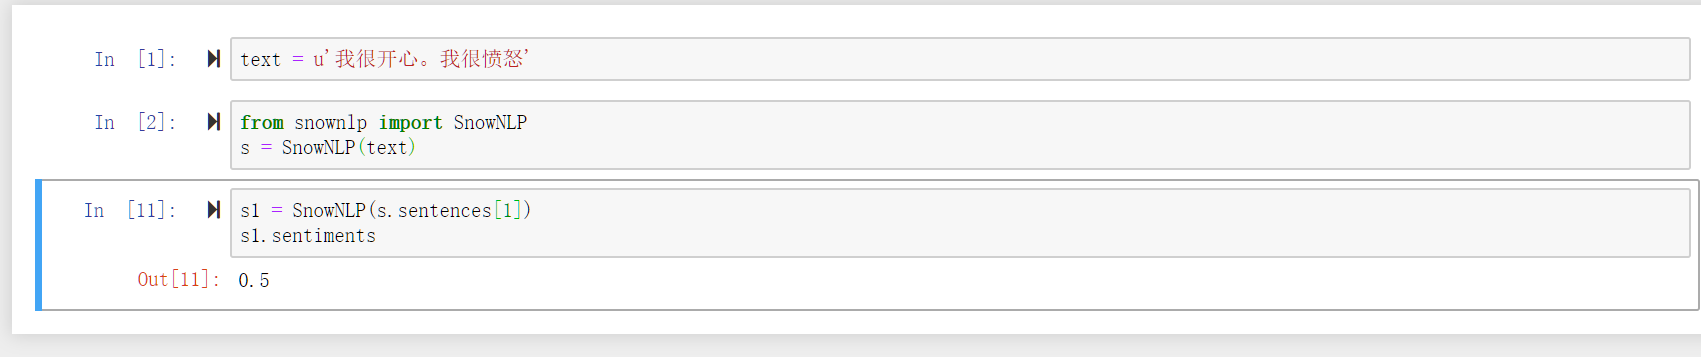 In [1]: text = u'我很开心。我很愤怒'
In [2]: from snownlp import SnowNLP
s = SnowNLP(text)
In [11]: s1 = SnowNLP(s.sentences[1])
s1.sentiments
Out[11]: 0.5